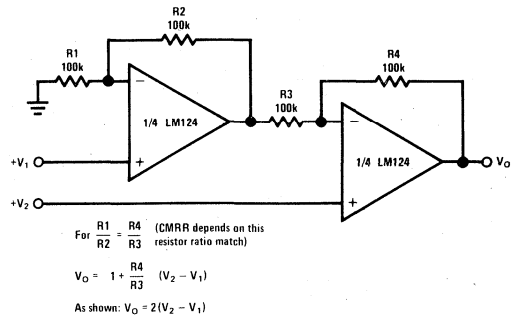 R2
100k
R1
100k
R4
100k
R3
100k
1/4 LM124
1/4 LM124
+V1
+V2
VO
For R1/R2 = R4/R3 (CMRR depends on this
resistor ratio match)
VO = 1 + R4/R3 (V2 − V1)
As shown: VO = 2(V2 − V1)